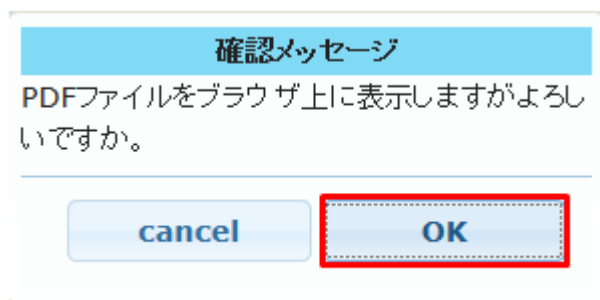 確認メッセージ
PDFファイルをブラウザ上に表示しますがよろし
いですか。
cancel
OK